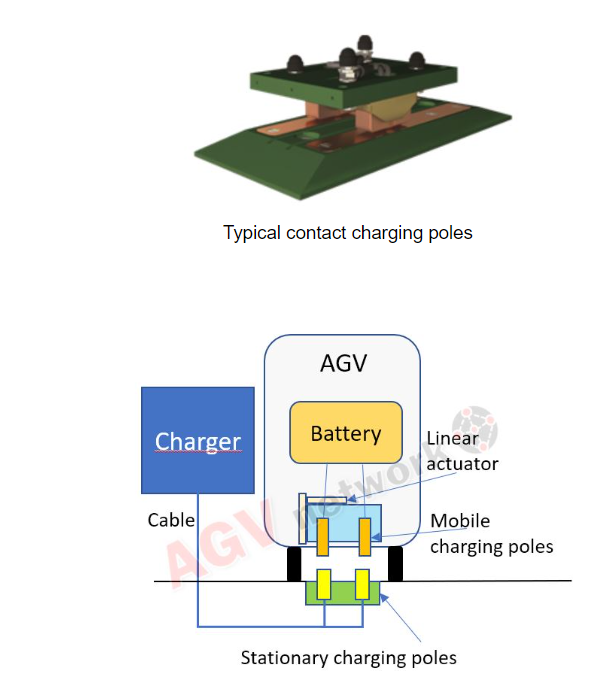 Typical contact charging poles
AGV
Battery
Charger
Linear
actuator
AGV network
Cable
Mobile
charging poles
Stationary charging poles